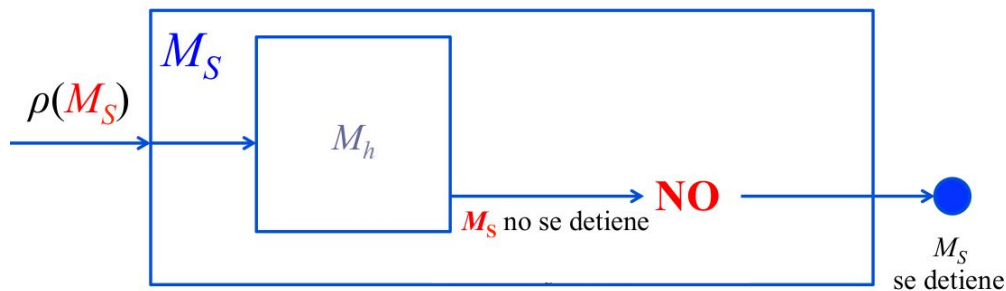 M_S
ρ(M_S)
M_h
NO
M_S no se detiene
M_S
se detiene